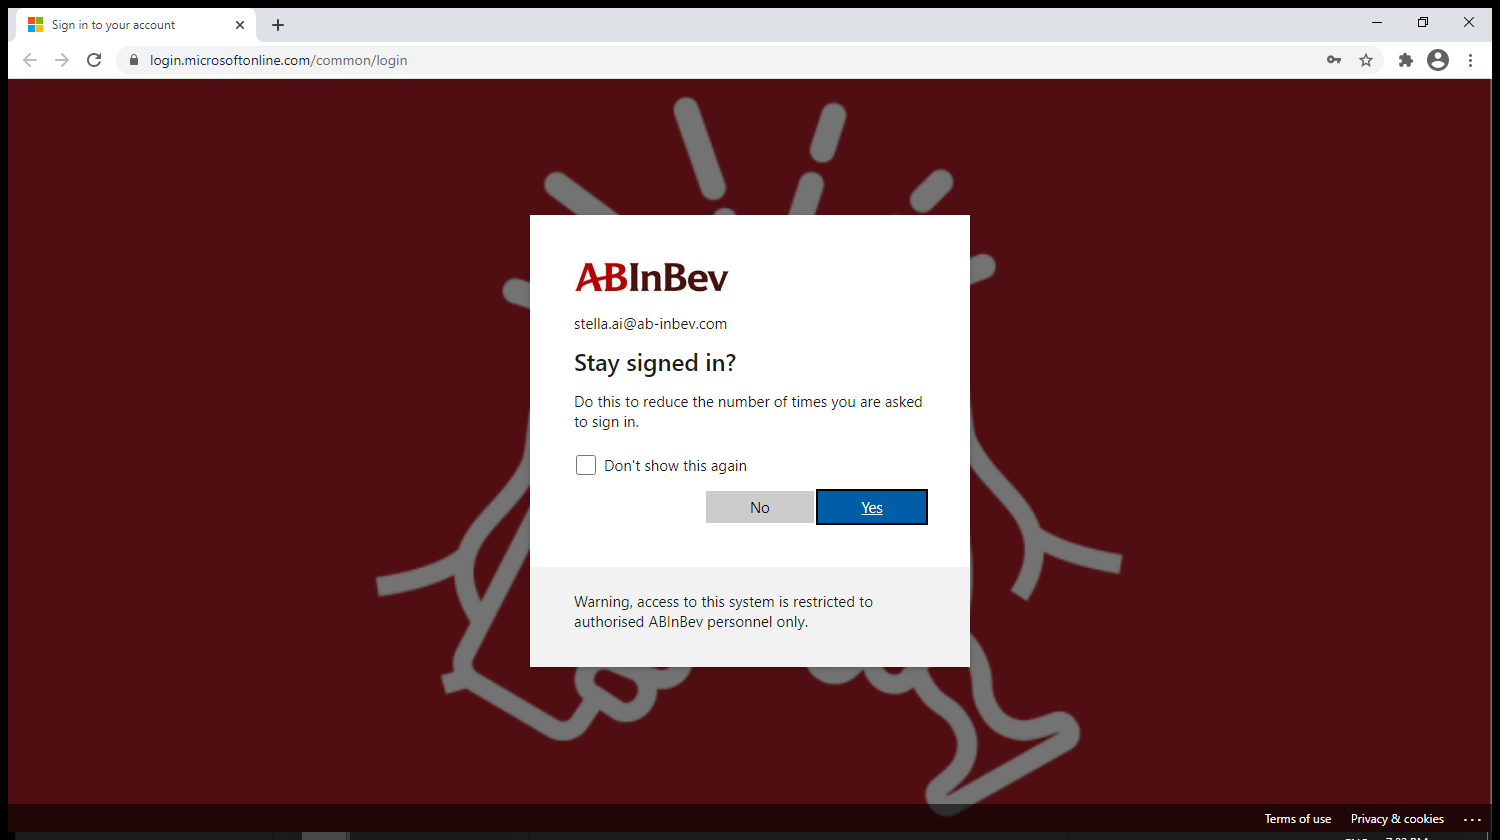 Sign in to your account
login.microsoftonline.com/common/login
ABInBev
stella.ai@ab-inbev.com
Stay signed in?
Do this to reduce the number of times you are asked
to sign in.
Don't show this again
No
Yes
Warning, access to this system is restricted to
authorised ABInBev personnel only.
Terms of use
Privacy & cookies